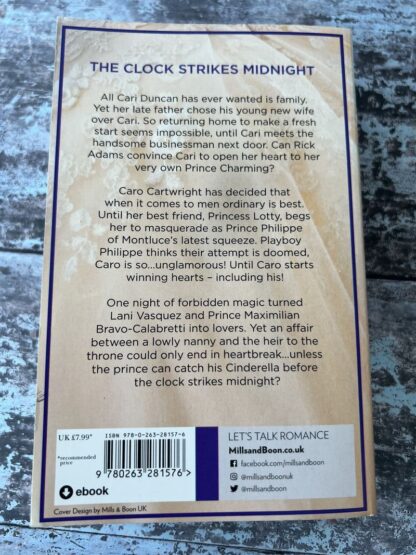 THE CLOCK STRIKES MIDNIGHT
All Cari Duncan has ever wanted is family.
Yet her late father chose his young new wife
over Cari. So returning home to make a fresh
start seems impossible, until Cari meets the
handsome businessman next door. Can Rick
Adams convince Cari to open her heart to her
very own Prince Charming?
Caro Cartwright has decided that
when it comes to men ordinary is best.
Until her best friend, Princess Lotty, begs
her to masquerade as Prince Philippe
of Montluce's latest squeeze. Playboy
Philippe thinks their attempt is doomed,
Caro is so...unglamorous! Until Caro starts
winning hearts – including his!
One night of forbidden magic turned
Lani Vasquez and Prince Maximilian
Bravo-Calabretti into lovers. Yet an affair
between a lowly nanny and the heir to the
throne could only end in heartbreak...unless
the prince can catch his Cinderella before
the clock strikes midnight?
UK £7.99*
*recommended
price
ISBN 978-0-263-28157-6
9 780263 281576 >
ebook
LET'S TALK ROMANCE
MillsandBoon.co.uk
facebook.com/millsandboon
@millsandboonuk
@millsandboon
Cover Design by Mills & Boon UK